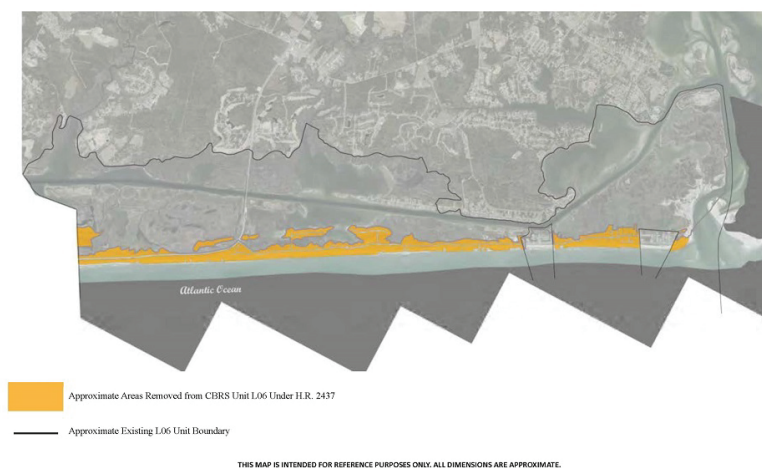 Atlantic Ocean
Approximate Areas Removed from CBRS Unit L06 Under H.R. 2437
Approximate Existing L06 Unit Boundary
THIS MAP IS INTENDED FOR REFERENCE PURPOSES ONLY. ALL DIMENSIONS ARE APPROXIMATE.